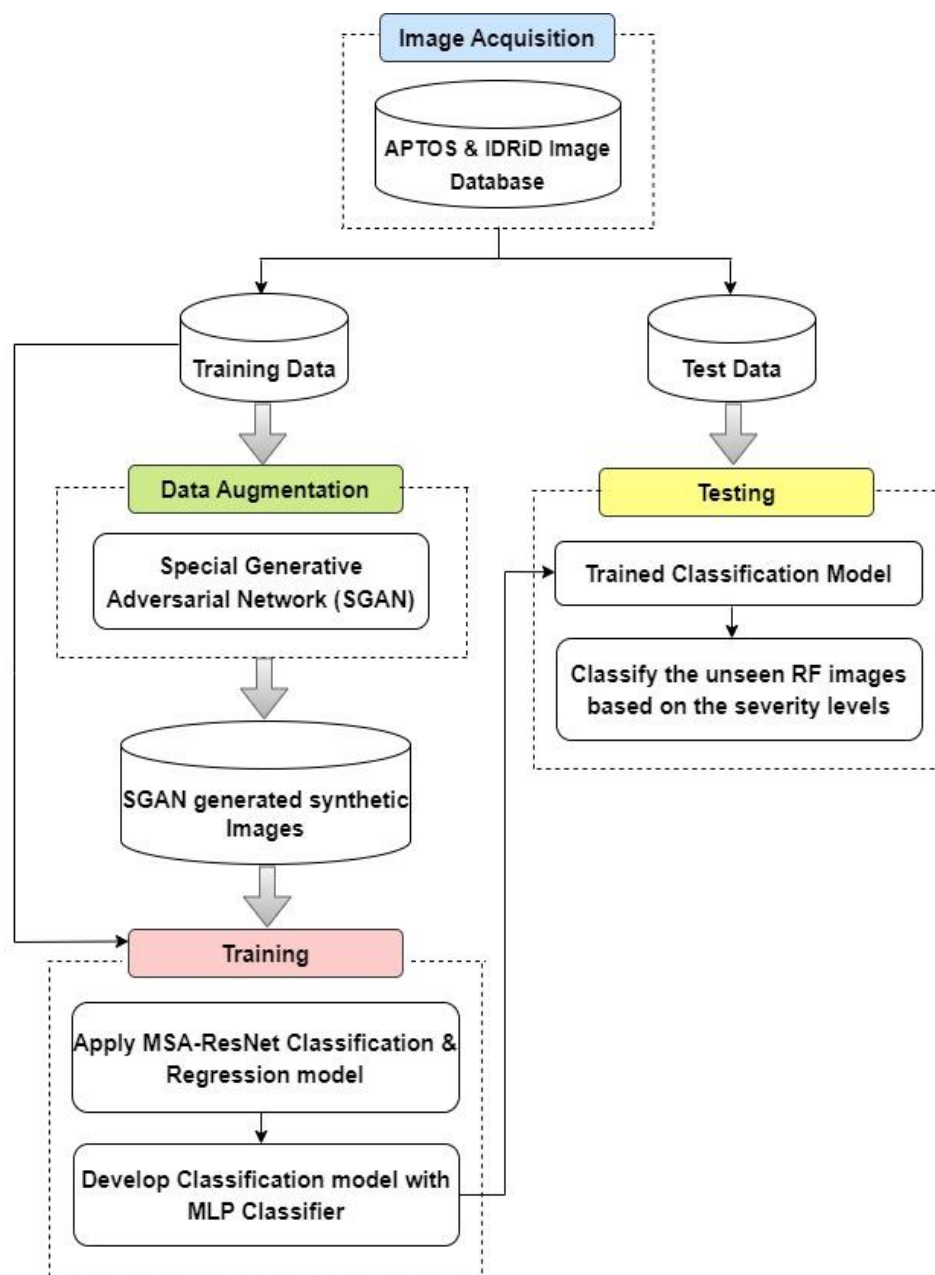 Image Acquisition
APTOS & IDRiD Image
Database
Training Data
Test Data
Data Augmentation
Special Generative
Adversarial Network (SGAN)
SGAN generated synthetic
Images
Training
Apply MSA-ResNet Classification &
Regression model
Develop Classification model with
MLP Classifier
Testing
Trained Classification Model
Classify the unseen RF images
based on the severity levels